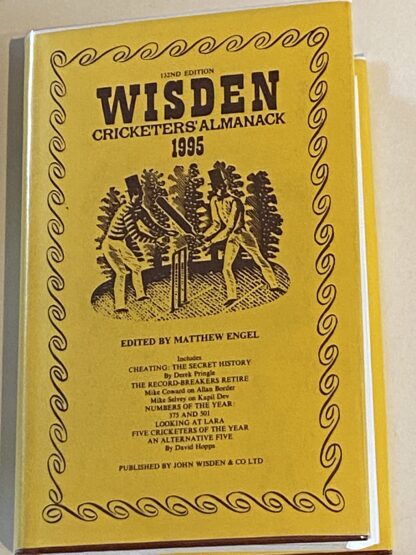 132ND EDITION
WISDEN
CRICKETERS' ALMANACK
1995
EDITED BY MATTHEW ENGEL
Includes
CHEATING: THE SECRET HISTORY
By Derek Pringle
THE RECORD-BREAKERS RETIRE
Mike Coward on Allan Border
Mike Selvey on Kapil Dev
NUMBERS OF THE YEAR:
375 AND 501
LOOKING AT LARA
FIVE CRICKETERS OF THE YEAR
AN ALTERNATIVE FIVE
By David Hopps
PUBLISHED BY JOHN WISDEN & CO LTD